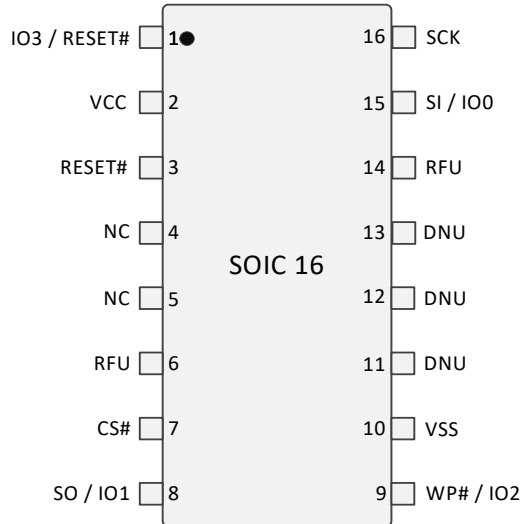 IO3 / RESET# 1 16 SCK
VCC 2 15 SI / IO0
RESET# 3 14 RFU
NC 4 13 DNU
SOIC 16
NC 5 12 DNU
RFU 6 11 DNU
CS# 7 10 VSS
SO / IO1 8 9 WP# / IO2